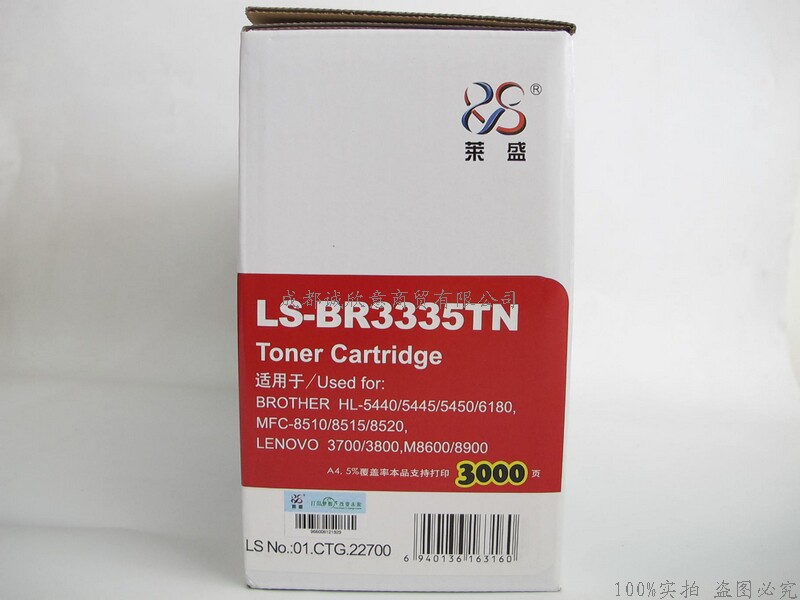 ®
莱盛
成都诚欣意商贸有限公司
LS-BR3335TN
Toner Cartridge
适用于/Used for:
BROTHER HL-5440/5445/5450/6180,
MFC-8510/8515/8520,
LENOVO 3700/3800,M8600/8900
A4.5%覆盖率本品支持打印 3000 页
莱盛
LS No.:01.CTG.22700
6 940136 163160
100%实拍 盗图必究